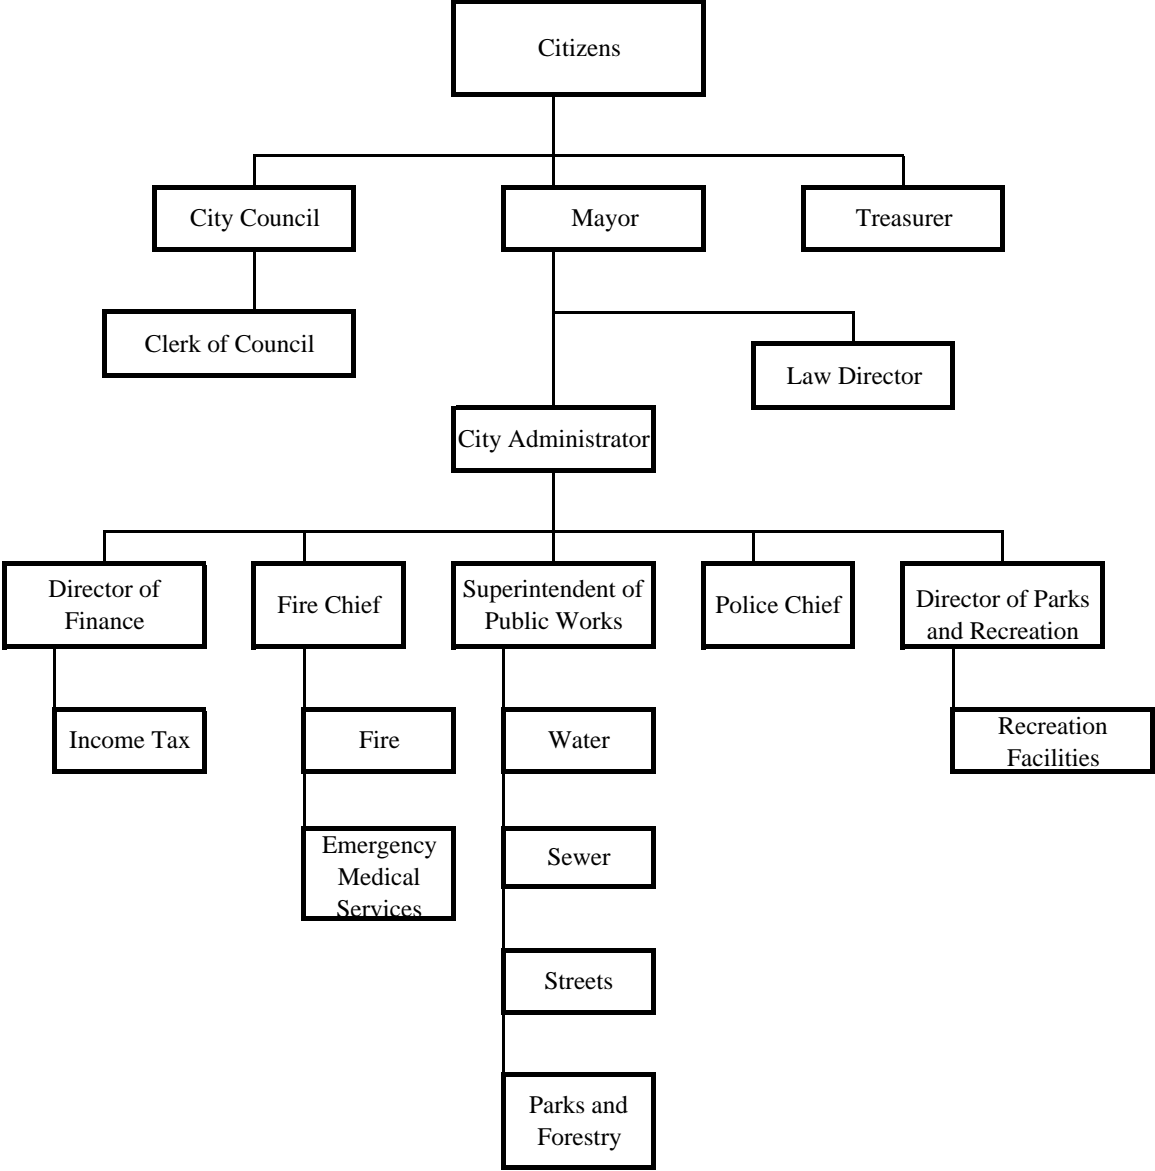 Citizens
City Council
Mayor
Treasurer
Clerk of Council
Law Director
City Administrator
Director of
Finance
Fire Chief
Superintendent of
Public Works
Police Chief
Director of Parks
and Recreation
Income Tax
Fire
Water
Recreation
Facilities
Emergency
Medical
Services
Sewer
Streets
Parks and
Forestry